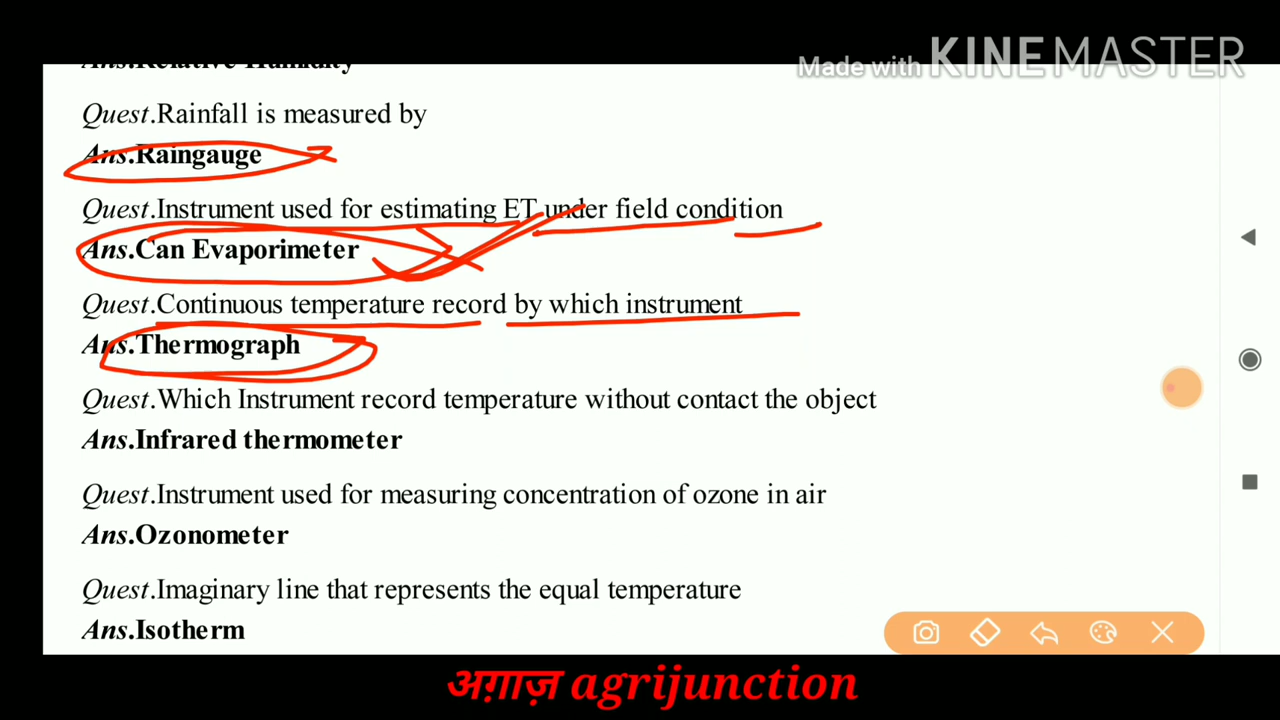 Made with KINEMASTER
Ans.Relative Humidity
Quest.Rainfall is measured by
Ans.Raingauge
Quest.Instrument used for estimating ET under field condition
Ans.Can Evaporimeter
Quest.Continuous temperature record by which instrument
Ans.Thermograph
Quest.Which Instrument record temperature without contact the object
Ans.Infrared thermometer
Quest.Instrument used for measuring concentration of ozone in air
Ans.Ozonometer
Quest.Imaginary line that represents the equal temperature
Ans.Isotherm
अग़ाज़ agrijunction